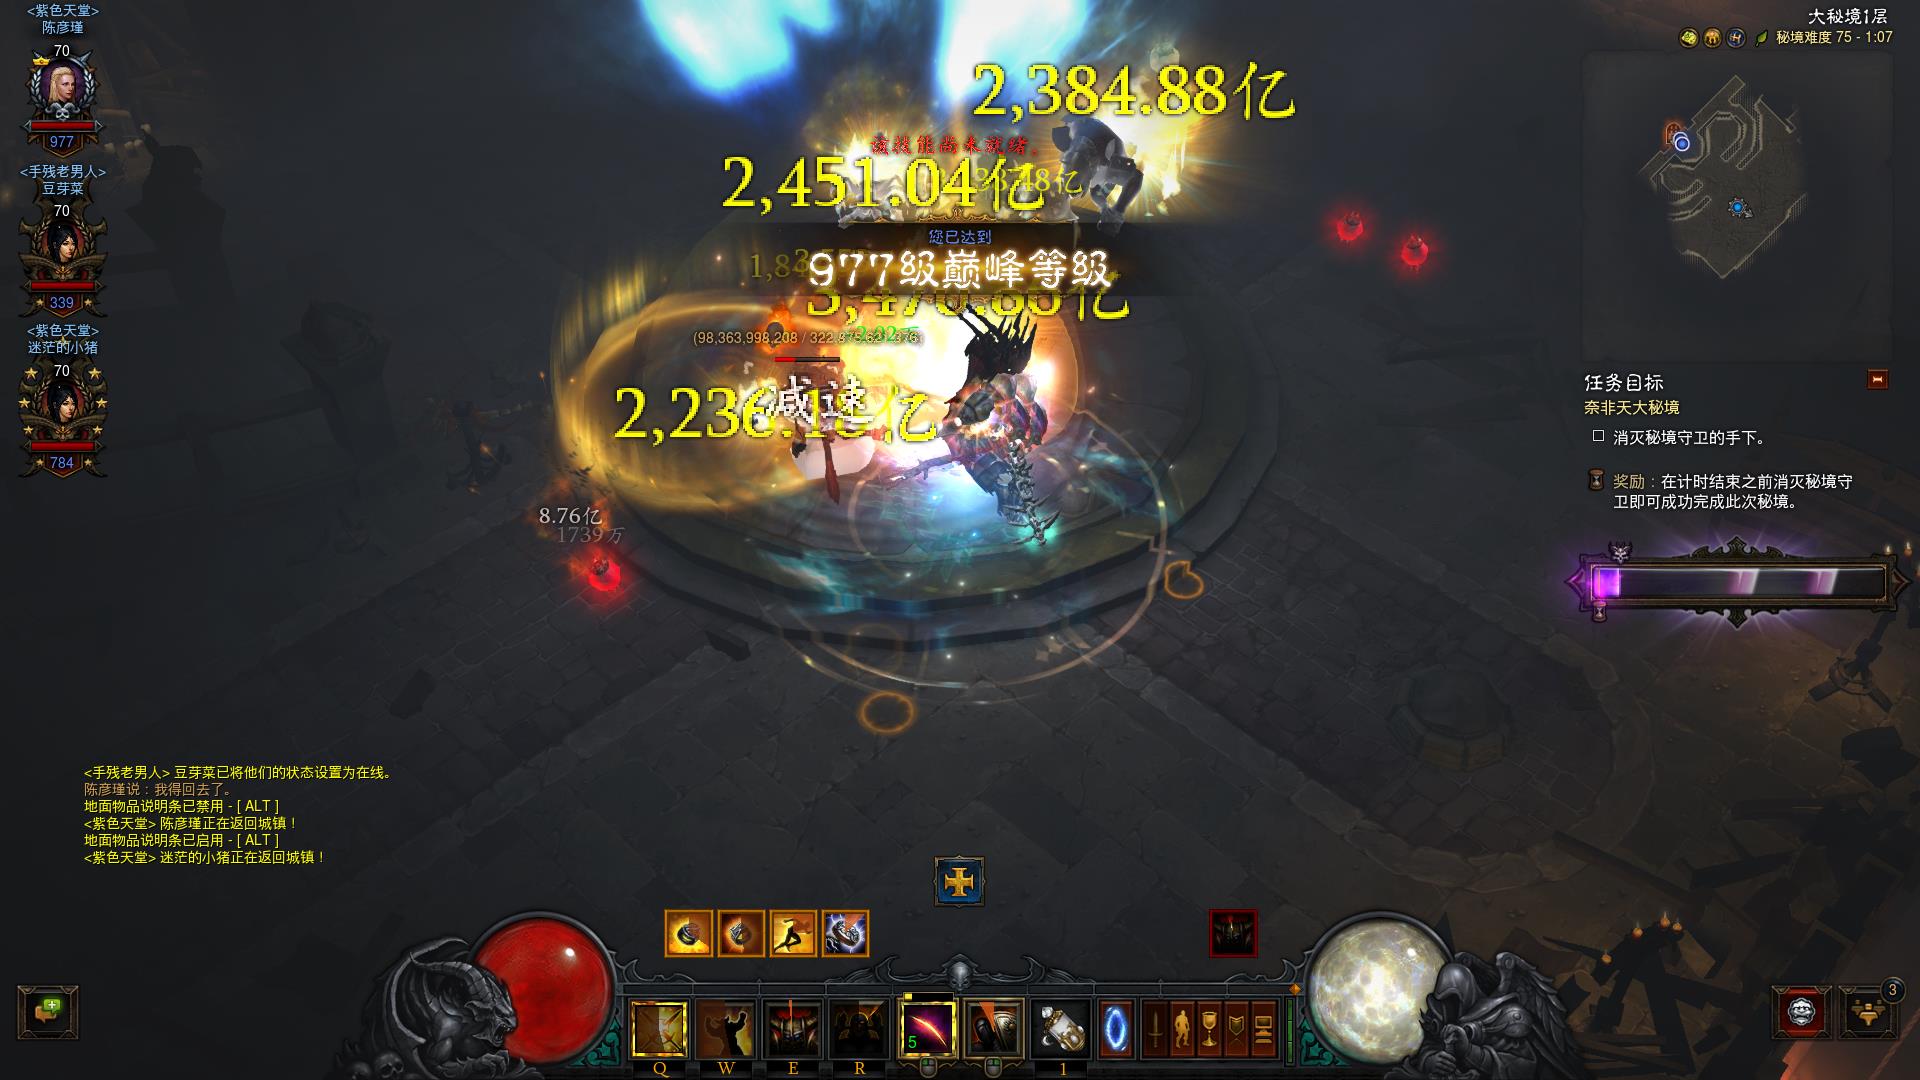 <紫色天堂>
陈彦瑾
70
977
<手残老男人>
豆芽菜
70
339
<紫色天堂>
迷茫的小猪
70
784
2,384.88亿
该技能尚未就绪。
2,451.04亿
您已达到
977级巅峰等级
减速
8.76亿
1739万
大秘境1层
秘境难度 75 - 1:07
任务目标
奈非天大秘境
消灭秘境守卫的手下。
奖励：在计时结束之前消灭秘境守
卫即可成功完成此次秘境。
<手残老男人> 豆芽菜已将他们的状态设置为在线。
陈彦瑾说：我得回去了。
地面物品说明条已禁用 - [ ALT ]
<紫色天堂> 陈彦瑾正在返回城镇！
地面物品说明条已启用 - [ ALT ]
<紫色天堂> 迷茫的小猪正在返回城镇！
5
Q W E R 1
3